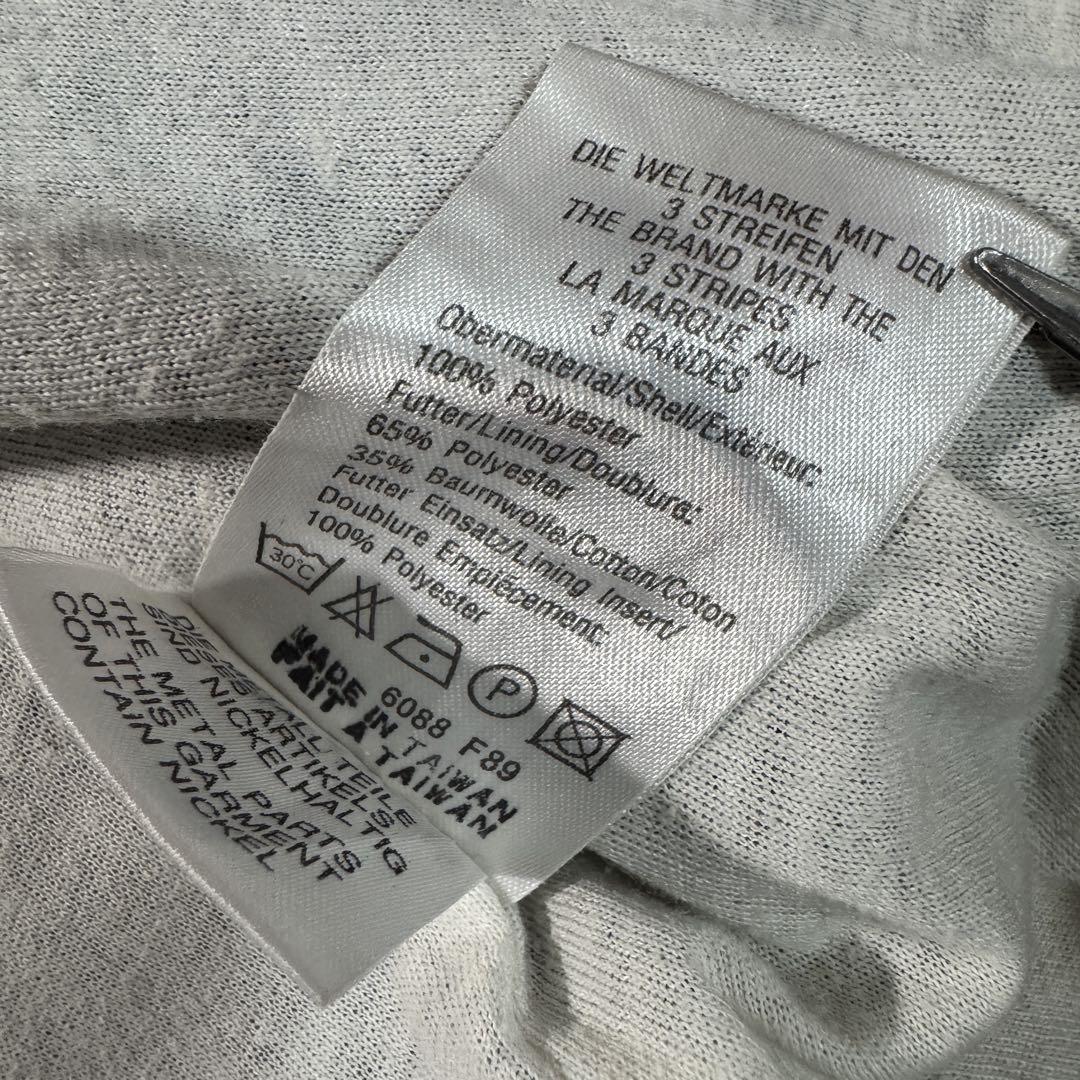 DIE WELTMARKE MIT DEN
3 STREIFEN
THE BRAND WITH THE
3 STRIPES
LA MARQUE AUX
3 BANDES
Obermaterial/Shell/Extérieur:
100% Polyester
Futter/Lining/Doublure:
65% Polyester
35% Baumwolle/Cotton/Coton
Futter Einsatz/Lining Insert/
Doublure Empiècement:
100% Polyester
30°C
P
6088 F89
MADE IN TAIWAN
FAIT A TAIWAN
ARTIKELS
SIND NICKELHALTIG
THE METAL PARTS
OF THIS GARMENT
CONTAIN NICKEL